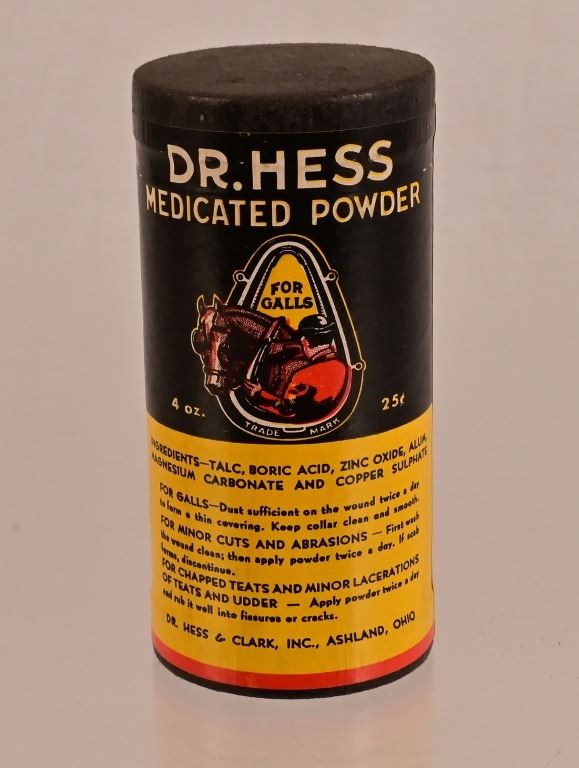 DR. HESS
MEDICATED POWDER
FOR
GALLS
4 oz.
25¢
TRADE MARK
INGREDIENTS—TALC, BORIC ACID, ZINC OXIDE, ALUM,
MAGNESIUM CARBONATE AND COPPER SULPHATE
FOR GALLS—Dust sufficient on the wound twice a day
to form a thin covering. Keep collar clean and smooth.
FOR MINOR CUTS AND ABRASIONS — First wash
the wound clean; then apply powder twice a day. If scab
forms, discontinue.
FOR CHAPPED TEATS AND MINOR LACERATIONS
OF TEATS AND UDDER — Apply powder twice a day
and rub it well into fissures or cracks.
DR. HESS & CLARK, INC., ASHLAND, OHIO